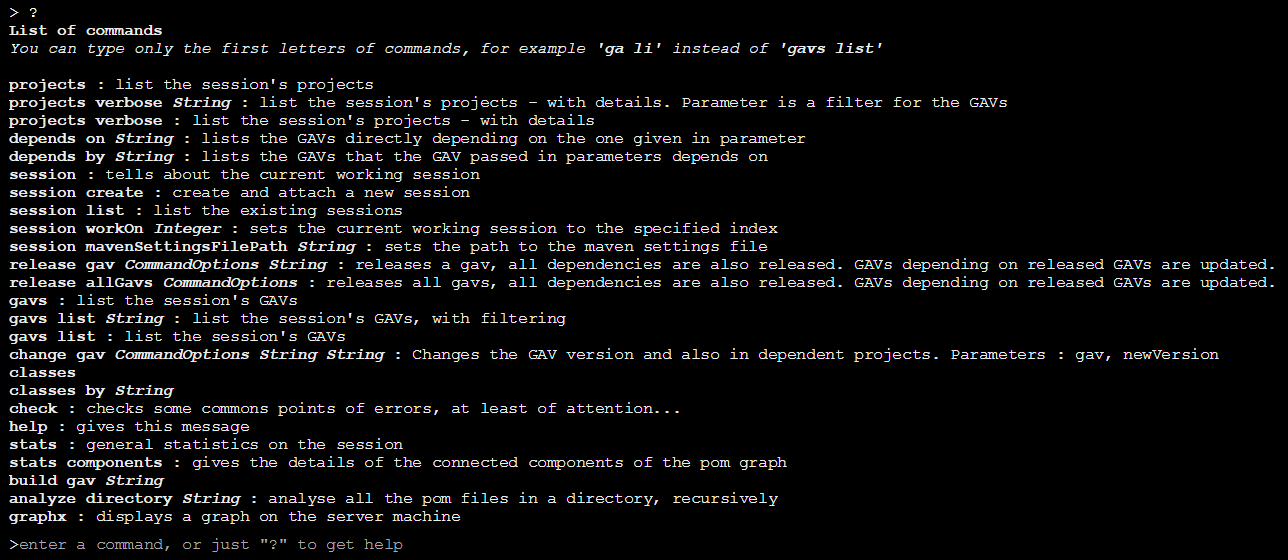 > ?
List of commands
You can type only the first letters of commands, for example 'ga li' instead of 'gavs list'
projects : list the session's projects
projects verbose String : list the session's projects - with details. Parameter is a filter for the GAVs
projects verbose : list the session's projects - with details
depends on String : lists the GAVs directly depending on the one given in parameter
depends by String : lists the GAVs that the GAV passed in parameters depends on
session : tells about the current working session
session create : create and attach a new session
session list : list the existing sessions
session workOn Integer : sets the current working session to the specified index
session mavenSettingsFilePath String : sets the path to the maven settings file
release gav CommandOptions String : releases a gav, all dependencies are also released. GAVs depending on released GAVs are updated.
release allGavs CommandOptions : releases all gavs, all dependencies are also released. GAVs depending on released GAVs are updated.
gavs : list the session's GAVs
gavs list String : list the session's GAVs, with filtering
gavs list : list the session's GAVs
change gav CommandOptions String String : Changes the GAV version and also in dependent projects. Parameters : gav, newVersion
classes
classes by String
check : checks some commons points of errors, at least of attention...
help : gives this message
stats : general statistics on the session
stats components : gives the details of the connected components of the pom graph
build gav String
analyze directory String : analyse all the pom files in a directory, recursively
graphx : displays a graph on the server machine
>enter a command, or just "?" to get help